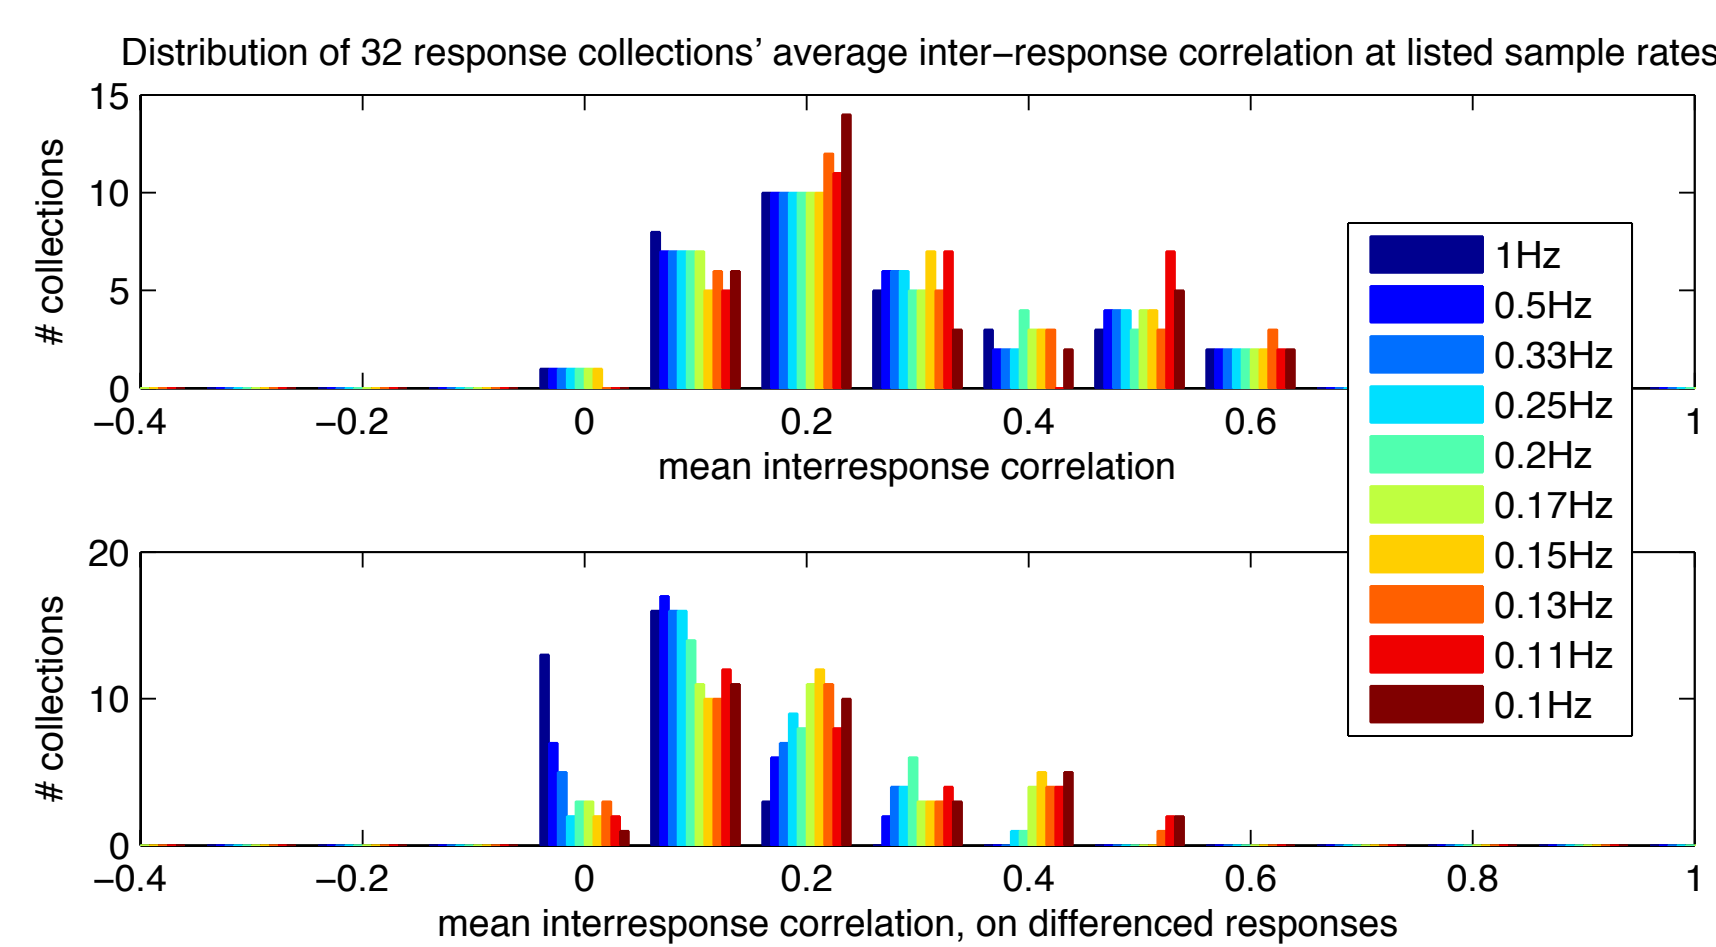 Distribution of 32 response collections’ average inter−response correlation at listed sample rates
15
10
5
0
# collections
−0.4
−0.2
0
0.2
0.4
0.6
1
mean interresponse correlation
1Hz
0.5Hz
0.33Hz
0.25Hz
0.2Hz
0.17Hz
0.15Hz
0.13Hz
0.11Hz
0.1Hz
20
10
0
# collections
−0.4
−0.2
0
0.2
0.4
0.6
0.8
1
mean interresponse correlation, on differenced responses